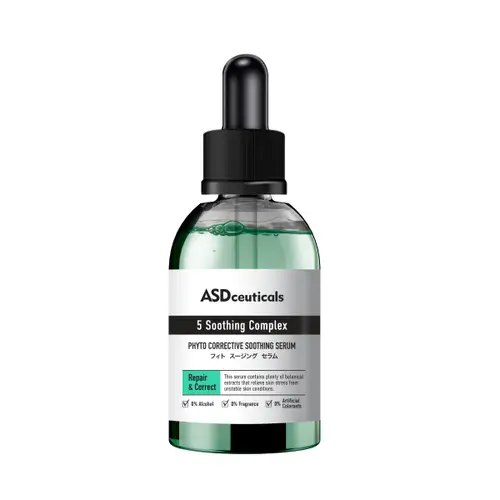 ASDceuticals
5 Soothing Complex
PHYTO CORRECTIVE SOOTHING SERUM
フィト スージング セラム
Repair
& Correct
This serum contains plenty of botanical
extracts that relieve skin stress from
unstable skin conditions.
0% Alcohol
0% Fragrance
0% Artificial
Colorants